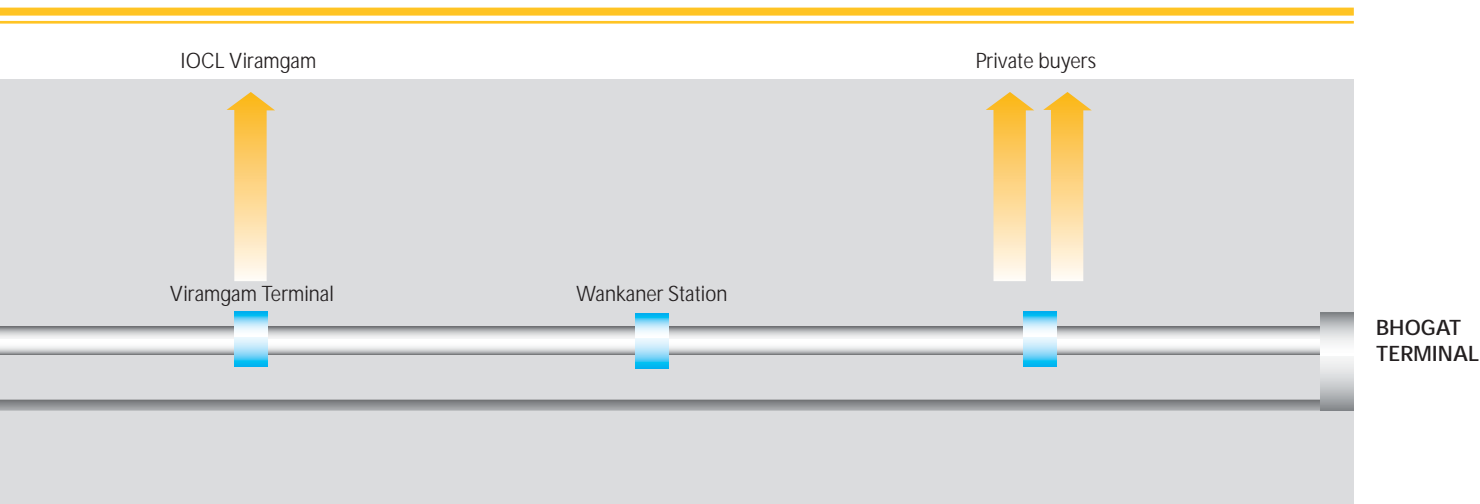 IOCL Viramgam
Private buyers
Viramgam Terminal
Wankaner Station
BHOGAT
TERMINAL